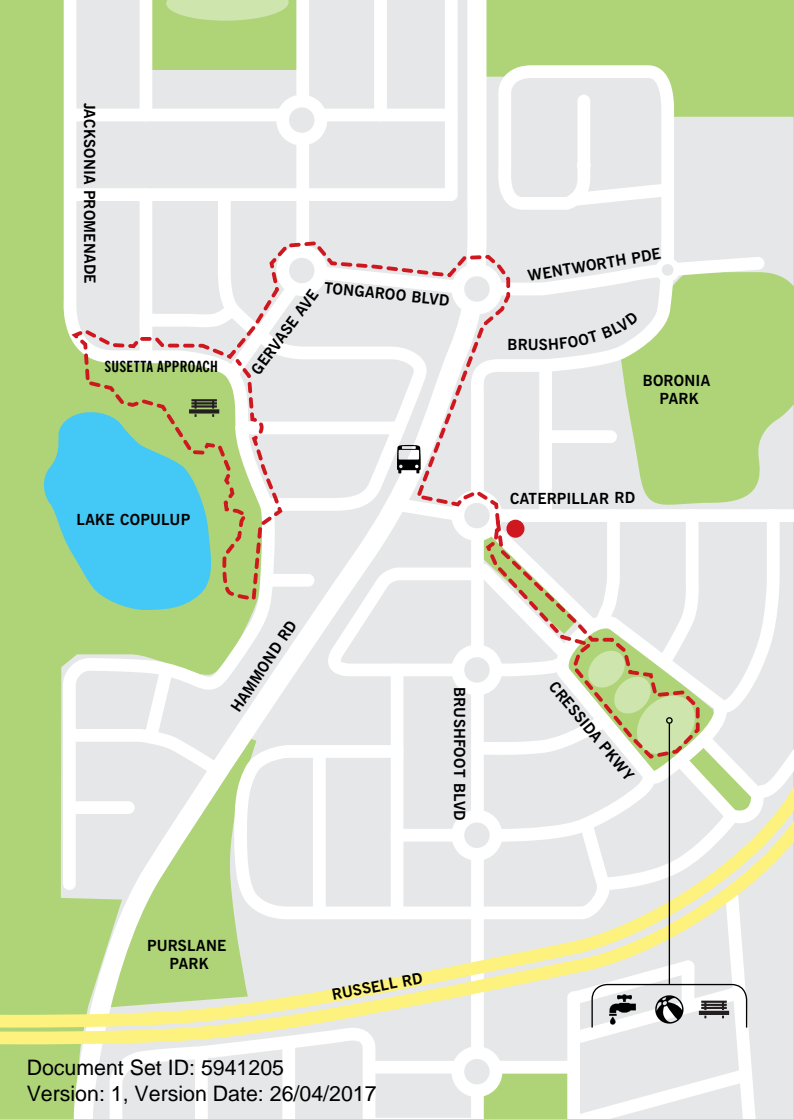 JACKSONIA PROMENADE
WENTWORTH PDE
TONGAROO BLVD
GERVASE AVE
BRUSHFOOT BLVD
SUSETTA APPROACH
BORONIA
PARK
CATERPILLAR RD
LAKE COPULUP
HAMMOND RD
BRUSHFOOT BLVD
CRESSIDA PKWY
PURSLANE
PARK
RUSSELL RD
Document Set ID: 5941205
Version: 1, Version Date: 26/04/2017